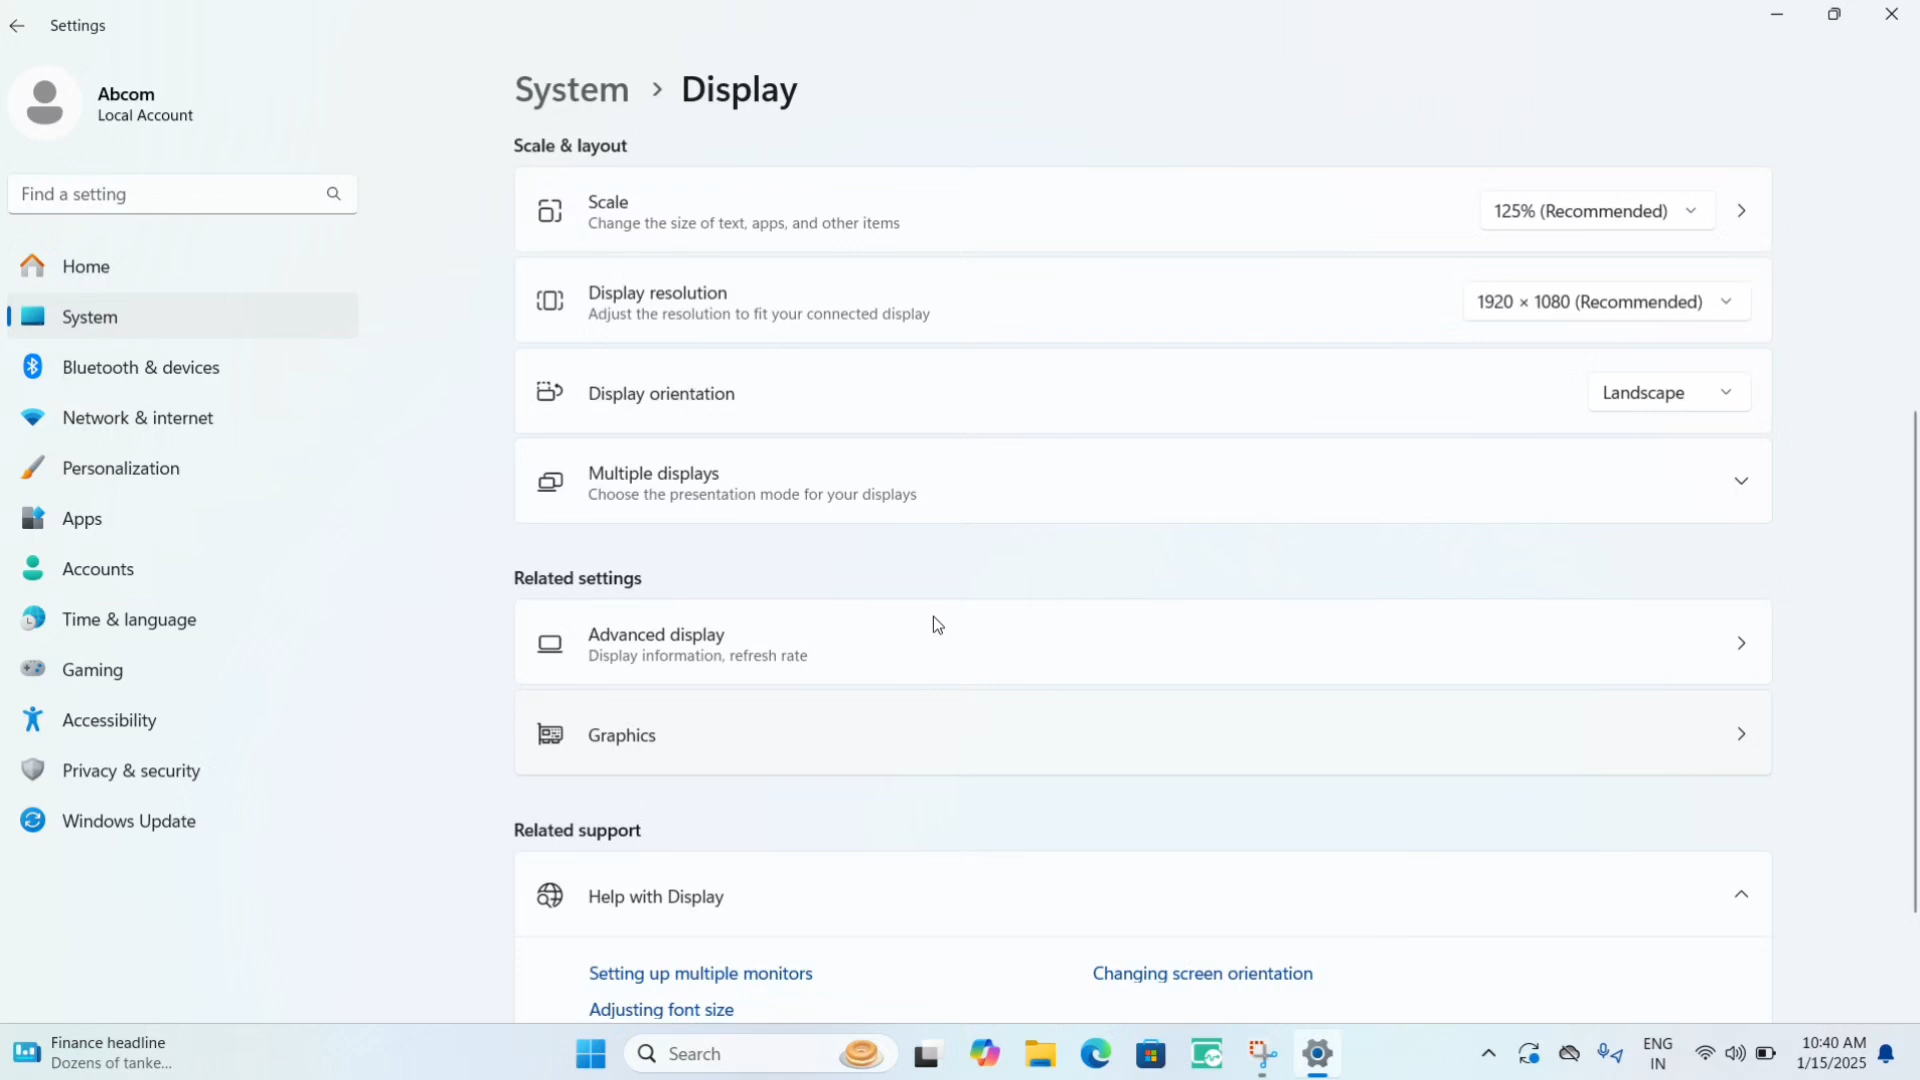 Settings
Abcom
Local Account
Find a setting
Home
System
Bluetooth & devices
Network & internet
Personalization
Apps
Accounts
Time & language
Gaming
Accessibility
Privacy & security
Windows Update
System > Display
Scale & layout
Scale
Change the size of text, apps, and other items
125% (Recommended)
Display resolution
Adjust the resolution to fit your connected display
1920 × 1080 (Recommended)
Display orientation
Landscape
Multiple displays
Choose the presentation mode for your displays
Related settings
Advanced display
Display information, refresh rate
Graphics
Related support
Help with Display
Setting up multiple monitors
Changing screen orientation
Adjusting font size
Finance headline
Dozens of tanke...
Search
ENG
IN
10:40 AM
1/15/2025